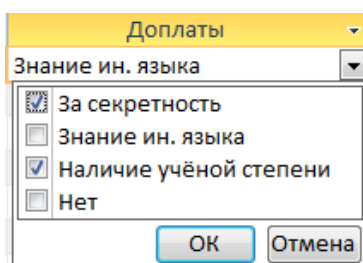 Доплаты
Знание ин. языка
За секретность
Знание ин. языка
Наличие учёной степени
Нет
ОК Отмена